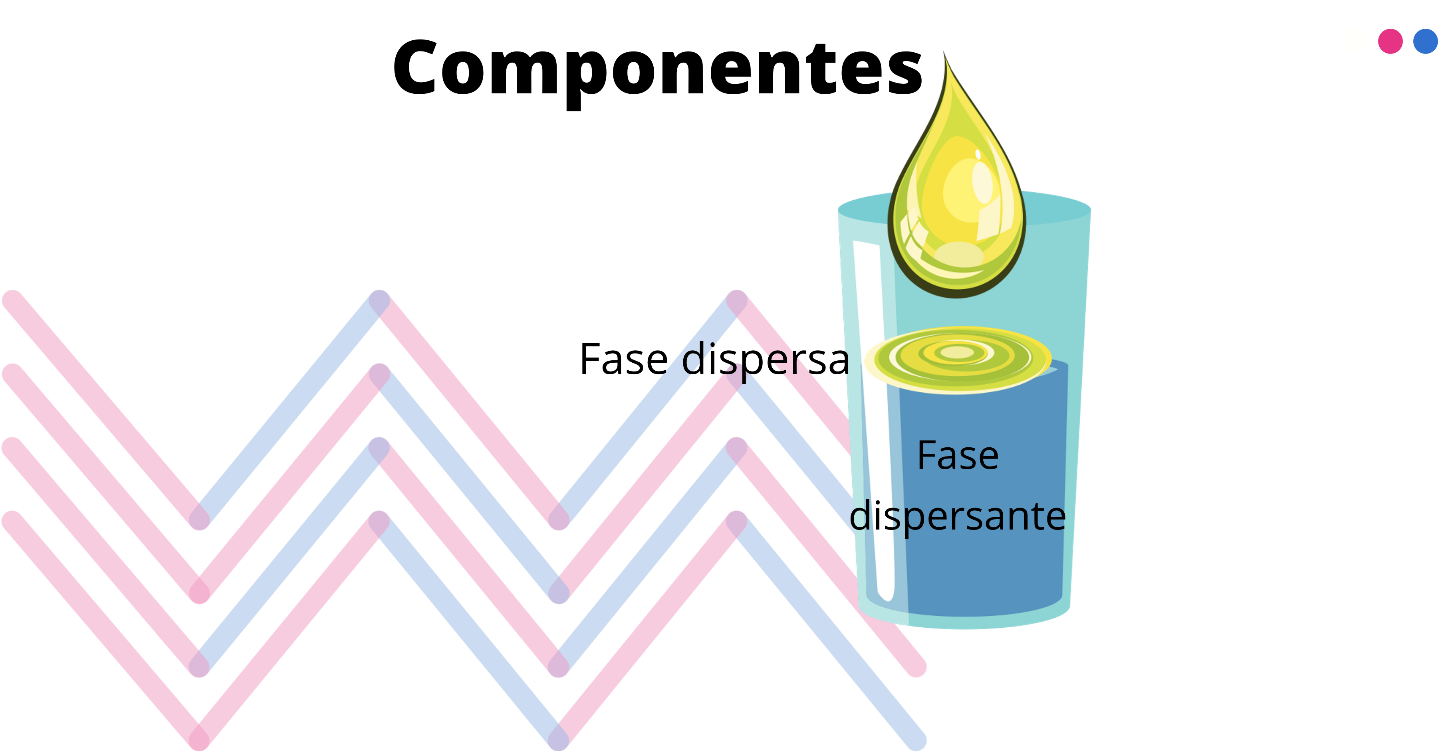 Componentes
Fase dispersa
Fase
dispersante